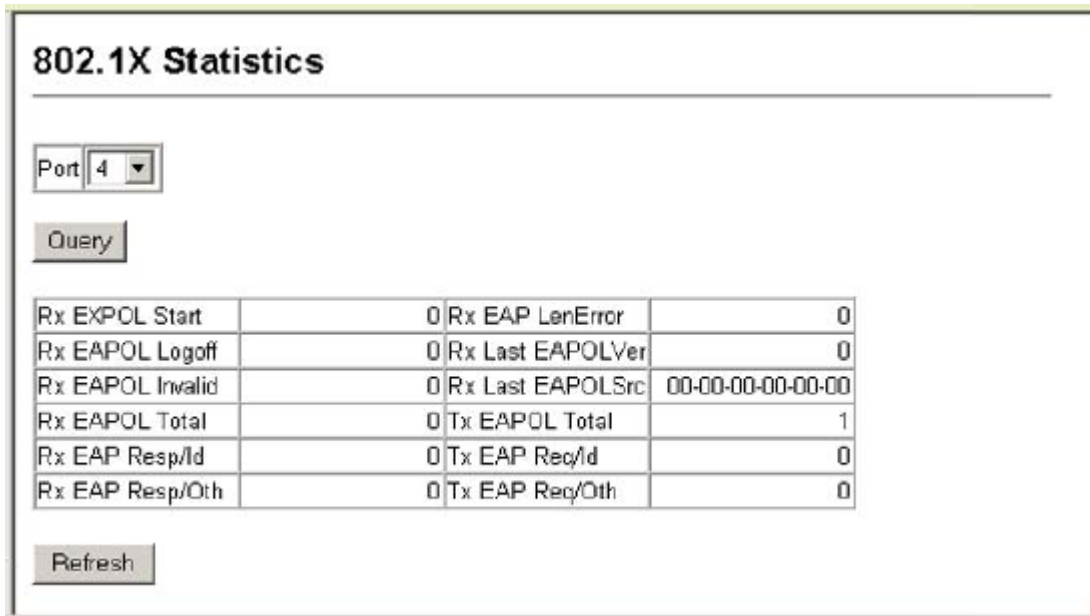 802.1X Statistics
Port 4
Query
Rx EXPOL Start 0 Rx EAP LenError 0
Rx EAPOL Logoff 0 Rx Last EAPOLVer 0
Rx EAPOL Invalid 0 Rx Last EAPOLSrc 00-00-00-00-00-00
Rx EAPOL Total 0 Tx EAPOL Total 1
Rx EAP Resp/Id 0 Tx EAP Req/Id 0
Rx EAP Resp/Oth 0 Tx EAP Req/Oth 0
Refresh